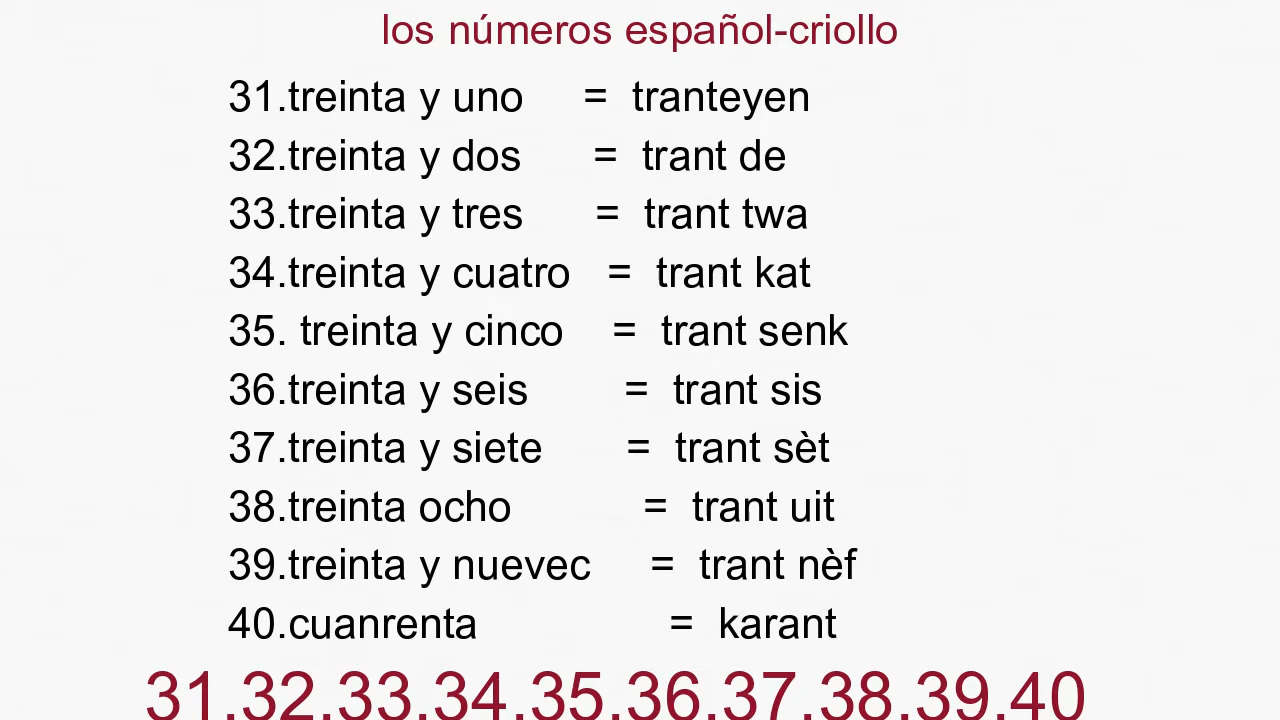 los números español-criollo
31.treinta y uno = tranteyen
32.treinta y dos = trant de
33.treinta y tres = trant twa
34.treinta y cuatro = trant kat
35. treinta y cinco = trant senk
36.treinta y seis = trant sis
37.treinta y siete = trant sèt
38.treinta ocho = trant uit
39.treinta y nuevec = trant nèf
40.cuanrenta = karant
31.32.33.34.35.36.37.38.39.40